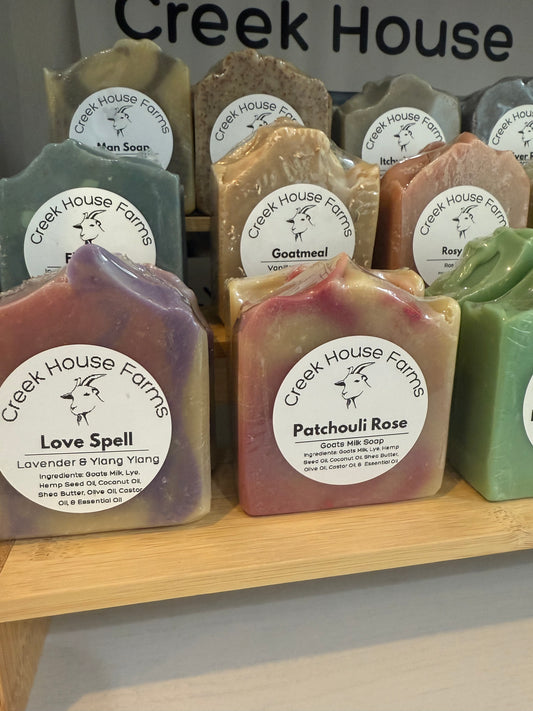 Creek House
Creek House Farms
Man Soap
Creek House Farms
Creek House Farms
Creek House
Creek House Farms
Creek House Farms
Goatmeal
Creek House Farms
Rosy
Creek House Farms
Love Spell
Lavender & Ylang Ylang
Ingredients: Goats Milk, Lye,
Hemp Seed Oil, Coconut Oil,
Shea Butter, Olive Oil, Castor
Oil, & Essential Oil
Creek House Farms
Patchouli Rose
Goats Milk Soap
Ingredients: Goats Milk, Lye, Hemp
Seed Oil, Coconut Oil, Shea Butter,
Olive Oil, Castor Oil, & Essential Oil